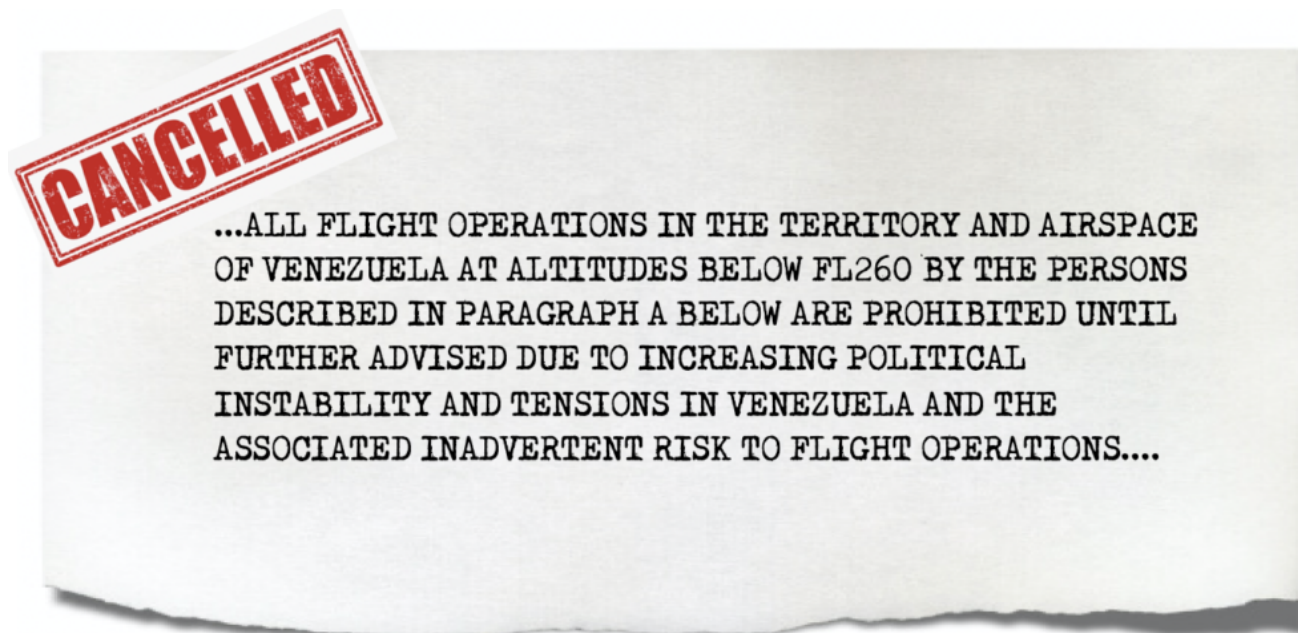 CANCELLED
...ALL FLIGHT OPERATIONS IN THE TERRITORY AND AIRSPACE
OF VENEZUELA AT ALTITUDES BELOW FL260 BY THE PERSONS
DESCRIBED IN PARAGRAPH A BELOW ARE PROHIBITED UNTIL
FURTHER ADVISED DUE TO INCREASING POLITICAL
INSTABILITY AND TENSIONS IN VENEZUELA AND THE
ASSOCIATED INADVERTENT RISK TO FLIGHT OPERATIONS....